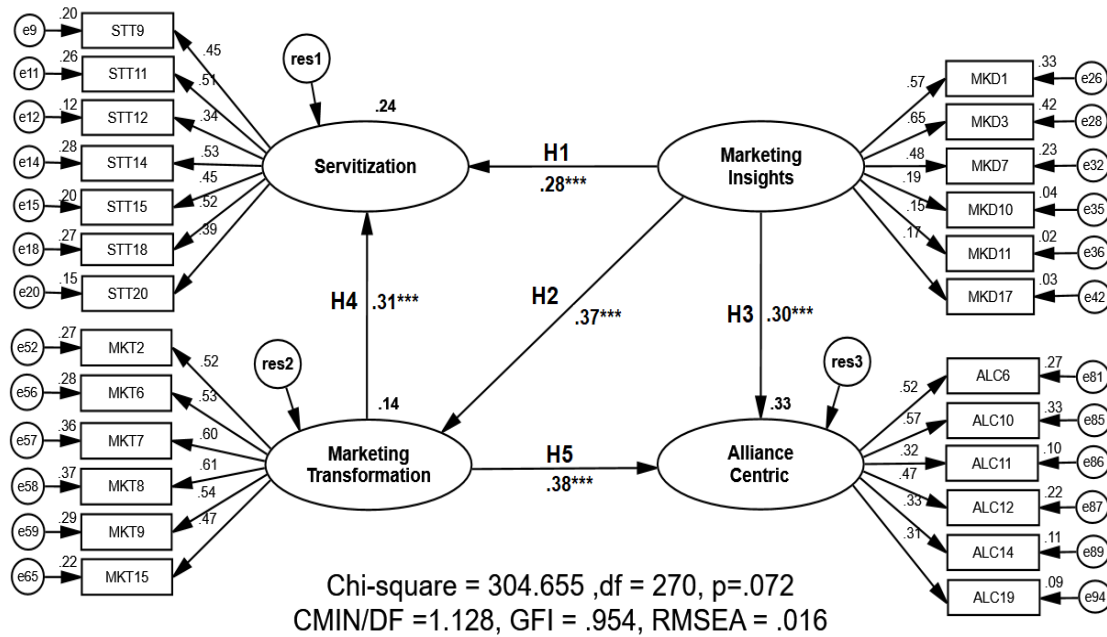 e9 .20 STT9 .45
e11 .26 STT11 .51
e12 .12 STT12 .34
e14 .28 STT14 .53
e15 .20 STT15 .45
e18 .27 STT18 .52
e20 .15 STT20 .39
res1
.24
Servitization
H1
.28***
Marketing
Insights
.57 MKD1 .33 e26
.65 MKD3 .42 e28
.48 MKD7 .23 e32
.19 MKD10 .04 e35
.15 MKD11 .02 e36
.17 MKD17 .03 e42
H4 .31***
H2
.37***
H3 .30***
e52 .27 MKT2 .52
e56 .28 MKT6 .53
e57 .36 MKT7 .60
e58 .37 MKT8 .61
e59 .29 MKT9 .54
e65 .22 MKT15 .47
res2
.14
Marketing
Transformation
H5
.38***
res3
.33
Alliance
Centric
.52 ALC6 .27 e81
.57 ALC10 .33 e85
.32 ALC11 .10 e86
.47 ALC12 .22 e87
.33 ALC14 .11 e89
.31 ALC19 .09 e94
Chi-square = 304.655 ,df = 270, p=.072
CMIN/DF =1.128, GFI = .954, RMSEA = .016